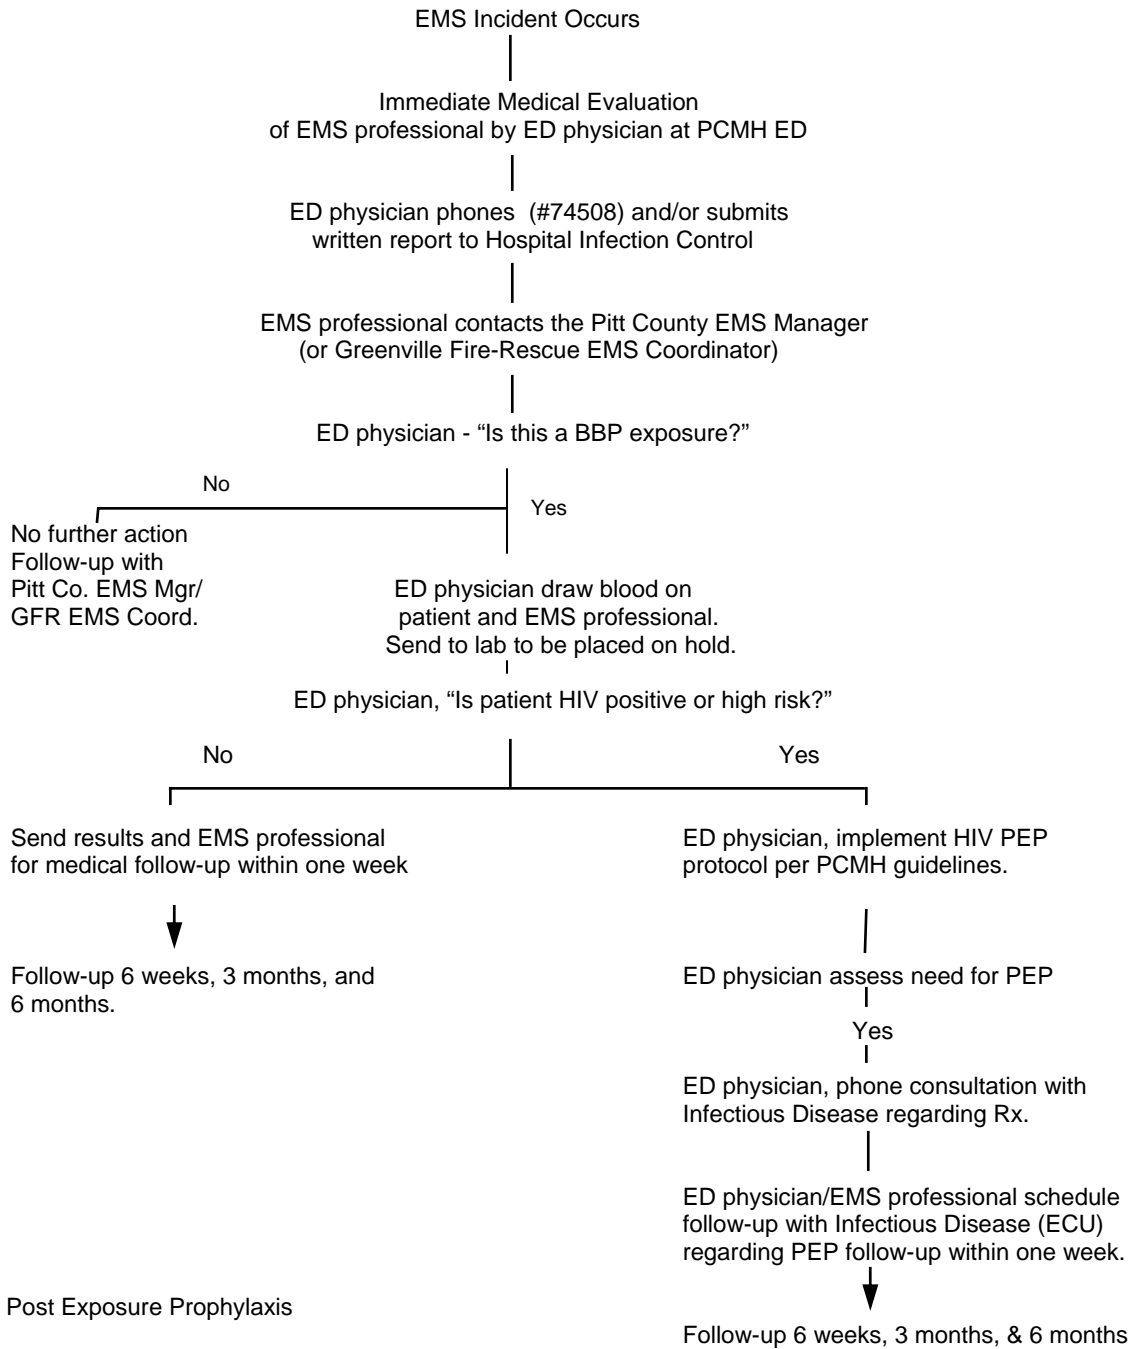 EMS Incident Occurs
Immediate Medical Evaluation
of EMS professional by ED physician at PCMH ED
ED physician phones  (#74508) and/or submits
written report to Hospital Infection Control
EMS professional contacts the Pitt County EMS Manager
(or Greenville Fire-Rescue EMS Coordinator)
ED physician - “Is this a BBP exposure?”
No
Yes
No further action
Follow-up with
Pitt Co. EMS Mgr/
GFR EMS Coord.
ED physician draw blood on
patient and EMS professional.
Send to lab to be placed on hold.
ED physician, “Is patient HIV positive or high risk?”
No
Yes
Send results and EMS professional
for medical follow-up within one week
Follow-up 6 weeks, 3 months, and
6 months.
ED physician, implement HIV PEP
protocol per PCMH guidelines.
ED physician assess need for PEP
Yes
ED physician, phone consultation with
Infectious Disease regarding Rx.
ED physician/EMS professional schedule
follow-up with Infectious Disease (ECU)
regarding PEP follow-up within one week.
Post Exposure Prophylaxis
Follow-up 6 weeks, 3 months, & 6 months